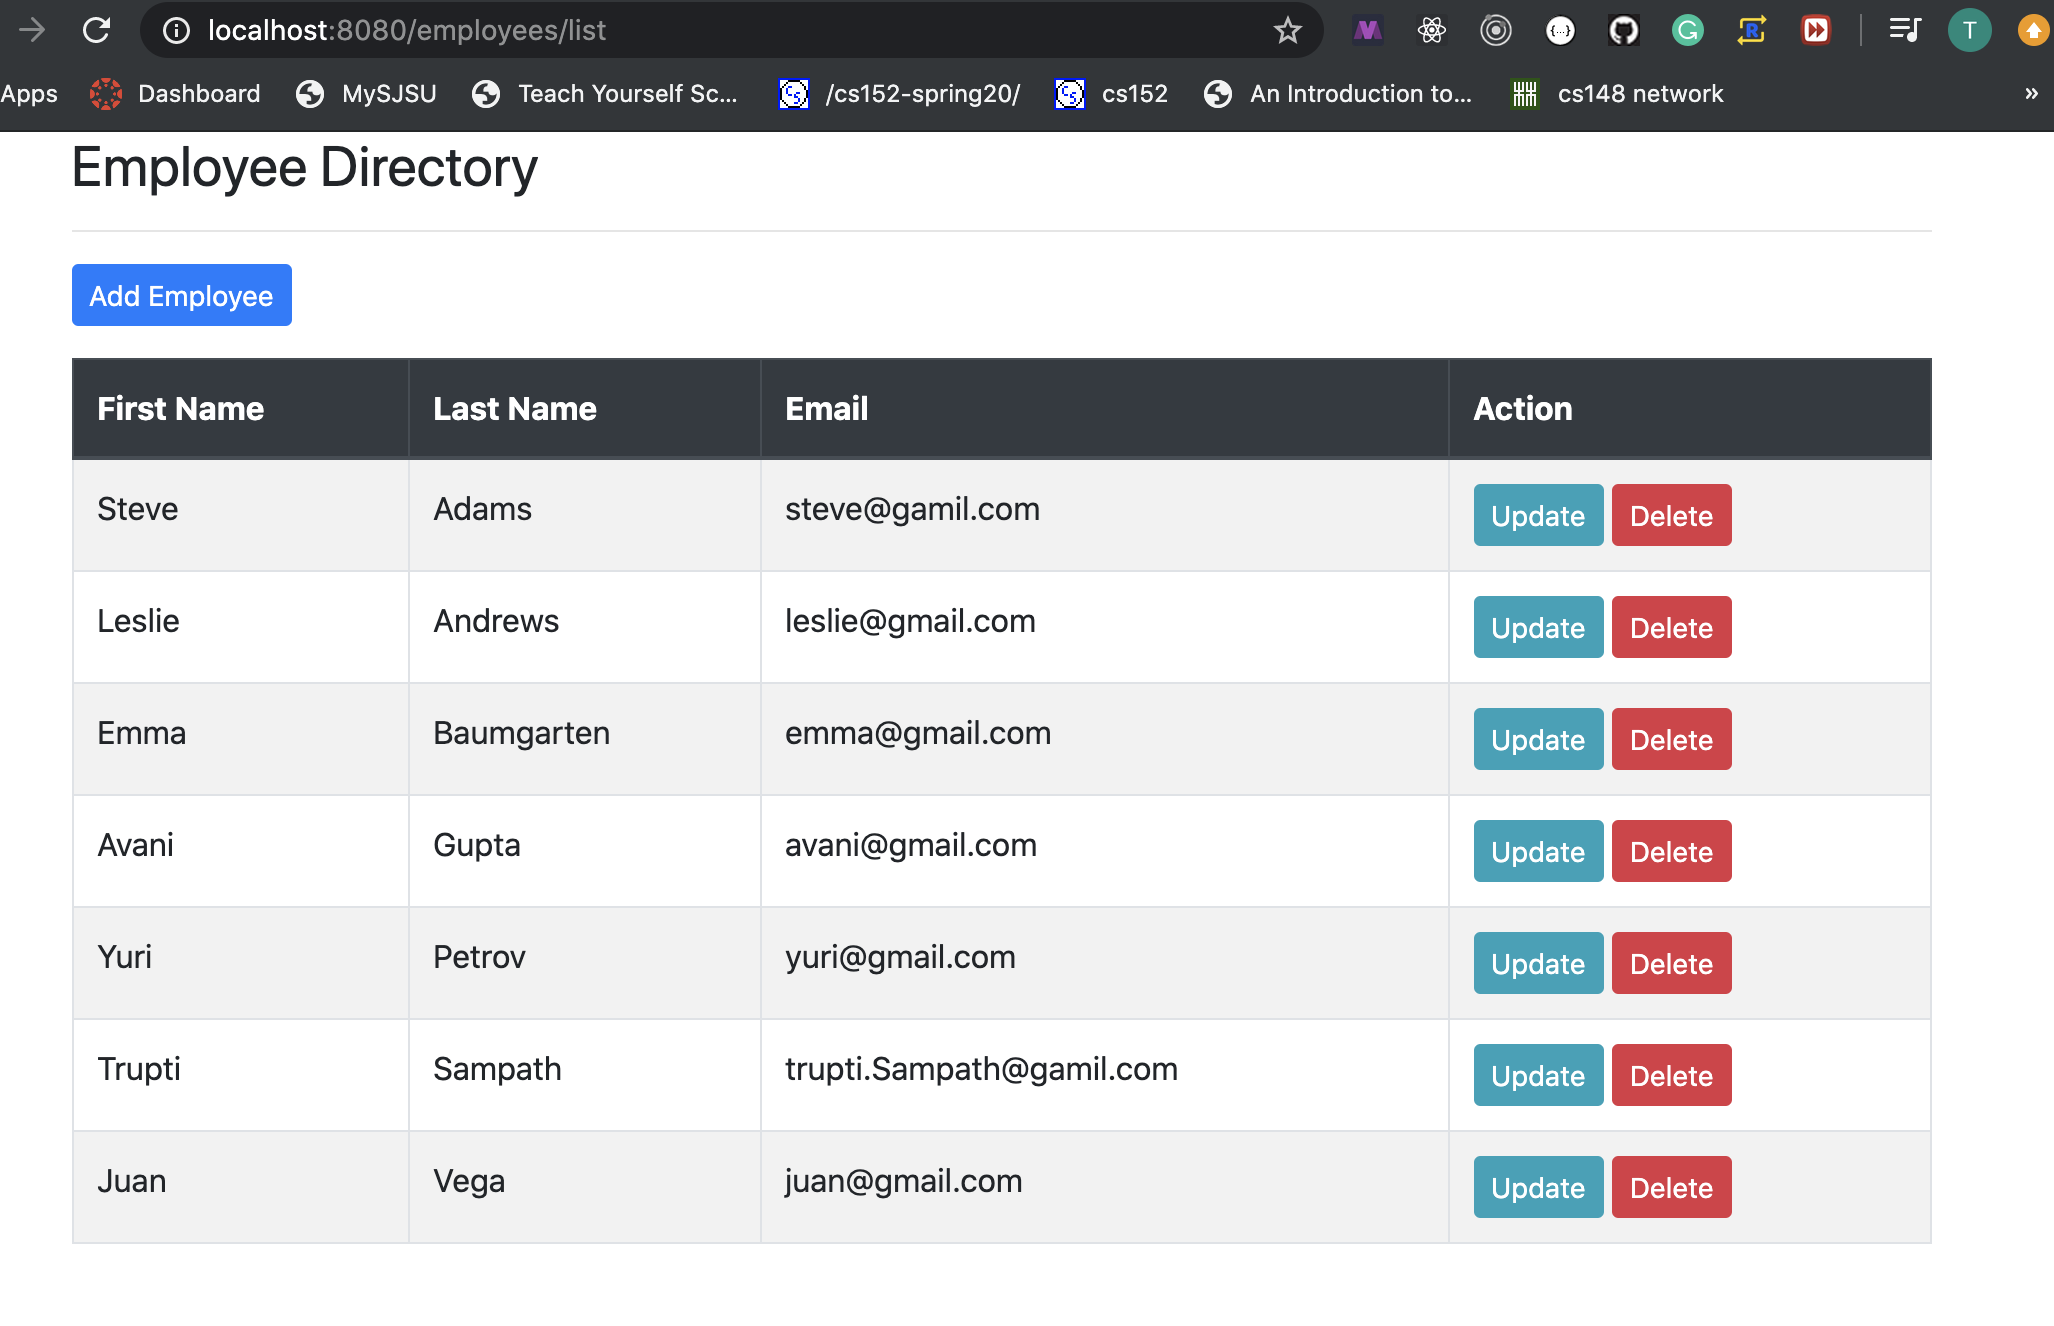 localhost:8080/employees/list
T
Apps Dashboard MySJSU Teach Yourself Sc... /cs152-spring20/ cs152 An Introduction to... cs148 network »
Employee Directory
Add Employee
First Name Last Name Email Action
Steve Adams steve@gamil.com Update Delete
Leslie Andrews leslie@gmail.com Update Delete
Emma Baumgarten emma@gmail.com Update Delete
Avani Gupta avani@gmail.com Update Delete
Yuri Petrov yuri@gmail.com Update Delete
Trupti Sampath trupti.Sampath@gamil.com Update Delete
Juan Vega juan@gmail.com Update Delete